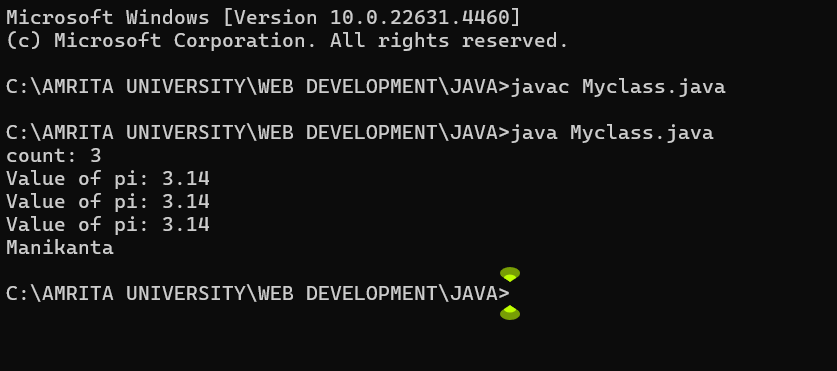 Microsoft Windows [Version 10.0.22631.4460]
(c) Microsoft Corporation. All rights reserved.
C:\AMRITA UNIVERSITY\WEB DEVELOPMENT\JAVA>javac Myclass.java
C:\AMRITA UNIVERSITY\WEB DEVELOPMENT\JAVA>java Myclass.java
count: 3
Value of pi: 3.14
Value of pi: 3.14
Value of pi: 3.14
Manikanta
C:\AMRITA UNIVERSITY\WEB DEVELOPMENT\JAVA>